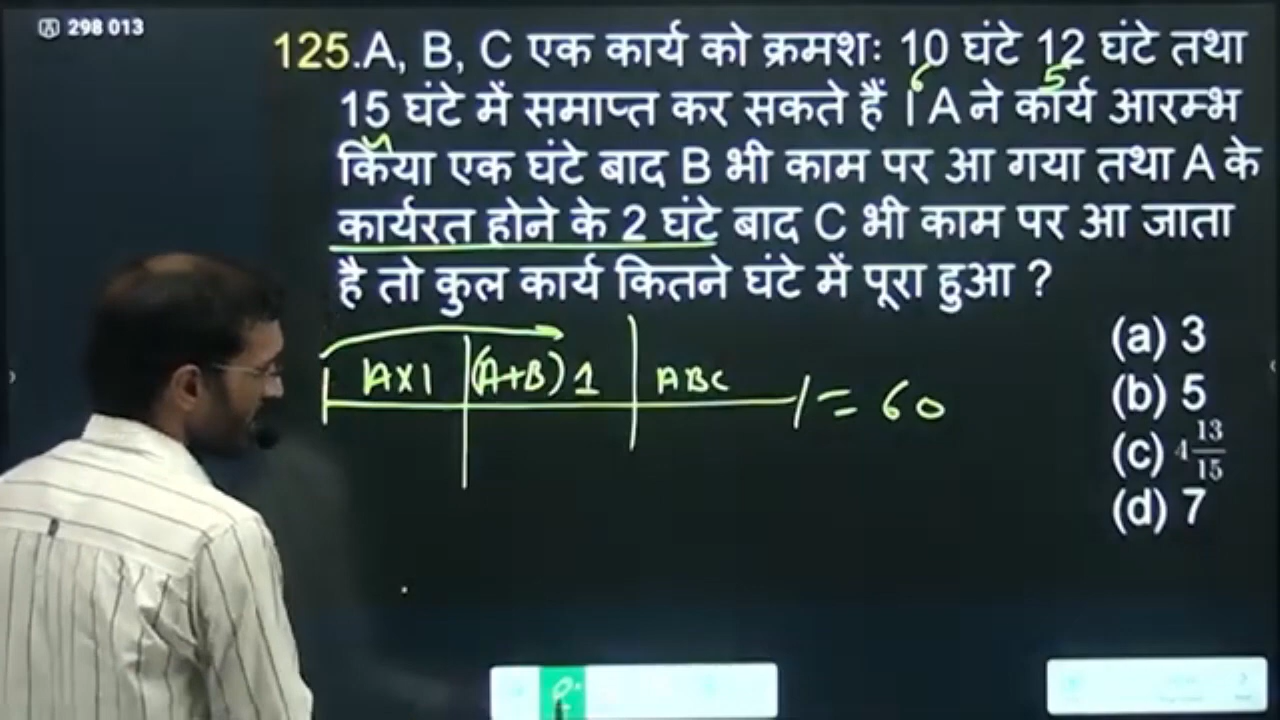 298 013
125.A, B, C एक कार्य को क्रमशः 10 घंटे 12 घंटे तथा
6 5
15 घंटे में समाप्त कर सकते हैं । A ने कार्य आरम्भ
किया एक घंटे बाद B भी काम पर आ गया तथा A के
कार्यरत होने के 2 घंटे बाद C भी काम पर आ जाता
है तो कुल कार्य कितने घंटे में पूरा हुआ ?
A×1 (A+B) 1 ABC = 60
(a) 3
(b) 5
(c) 4 13/15
(d) 7